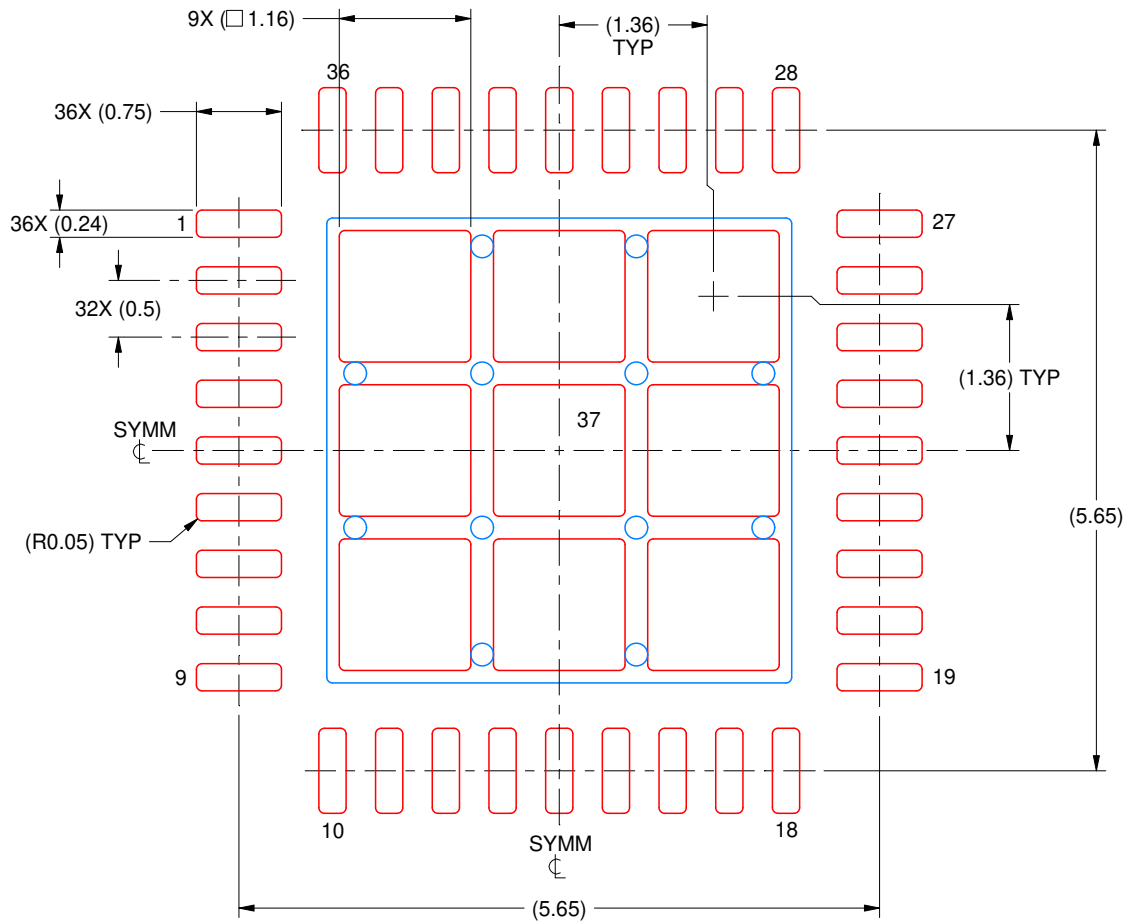 9X (□ 1.16)
(1.36)
TYP
36
28
36X (0.75)
1
36X (0.24)
27
32X (0.5)
(1.36) TYP
37
SYMM
℄
(5.65)
(R0.05) TYP
9
19
10
18
SYMM
℄
(5.65)